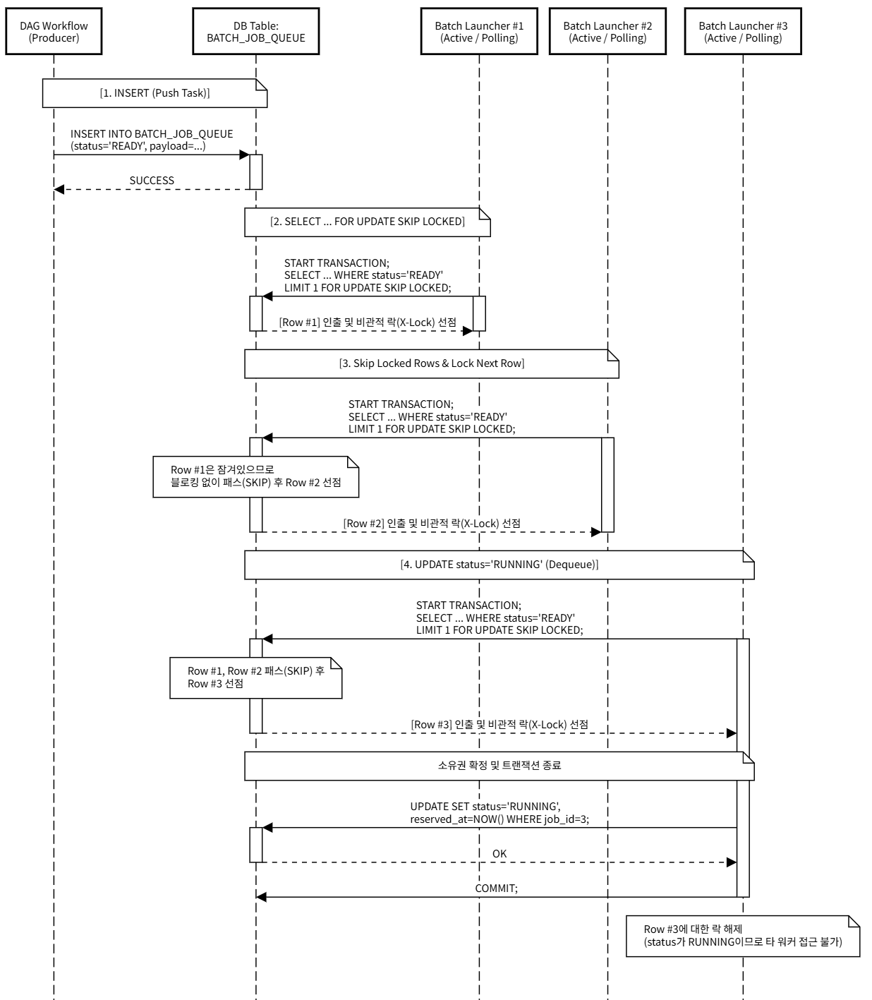 DAG Workflow
(Producer)
DB Table:
BATCH_JOB_QUEUE
Batch Launcher #1
(Active / Polling)
Batch Launcher #2
(Active / Polling)
Batch Launcher #3
(Active / Polling)
[1. INSERT (Push Task)]
INSERT INTO BATCH_JOB_QUEUE
(status='READY', payload=...)
SUCCESS
[2. SELECT ... FOR UPDATE SKIP LOCKED]
START TRANSACTION;
SELECT ... WHERE status='READY'
LIMIT 1 FOR UPDATE SKIP LOCKED;
[Row #1] 인출 및 비관적 락(X-Lock) 선점
[3. Skip Locked Rows & Lock Next Row]
START TRANSACTION;
SELECT ... WHERE status='READY'
LIMIT 1 FOR UPDATE SKIP LOCKED;
Row #1은 잠겨있으므로
블로킹 없이 패스(SKIP) 후 Row #2 선점
[Row #2] 인출 및 비관적 락(X-Lock) 선점
[4. UPDATE status='RUNNING' (Dequeue)]
START TRANSACTION;
SELECT ... WHERE status='READY'
LIMIT 1 FOR UPDATE SKIP LOCKED;
Row #1, Row #2 패스(SKIP) 후
Row #3 선점
[Row #3] 인출 및 비관적 락(X-Lock) 선점
소유권 확정 및 트랜잭션 종료
UPDATE SET status='RUNNING',
reserved_at=NOW() WHERE job_id=3;
OK
COMMIT;
Row #3에 대한 락 해제
(status가 RUNNING이므로 타 워커 접근 불가)